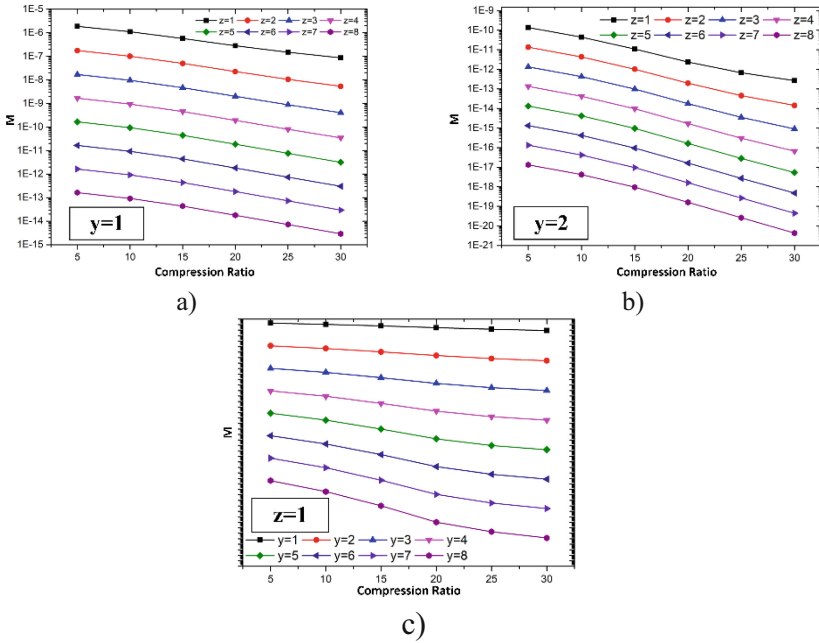 1E-5
1E-6
1E-7
1E-8
1E-9
1E-10
1E-11
1E-12
1E-13
1E-14
1E-15
M
z=1 z=2 z=3 z=4
z=5 z=6 z=7 z=8
y=1
5 10 15 20 25 30
Compression Ratio
a)
1E-9
1E-10
1E-11
1E-12
1E-13
1E-14
1E-15
1E-16
1E-17
1E-18
1E-19
1E-20
1E-21
M
z=1 z=2 z=3 z=4
z=5 z=6 z=7 z=8
y=2
5 10 15 20 25 30
Compression Ratio
b)
M
z=1
y=1 y=2 y=3 y=4
y=5 y=6 y=7 y=8
5 10 15 20 25 30
Compression Ratio
c)